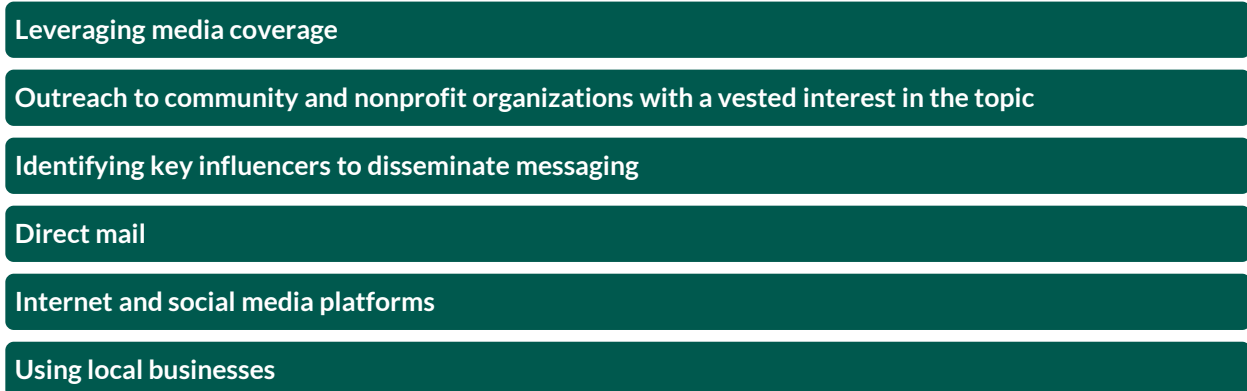 Leveraging media coverage
Outreach to community and nonprofit organizations with a vested interest in the topic
Identifying key influencers to disseminate messaging
Direct mail
Internet and social media platforms
Using local businesses